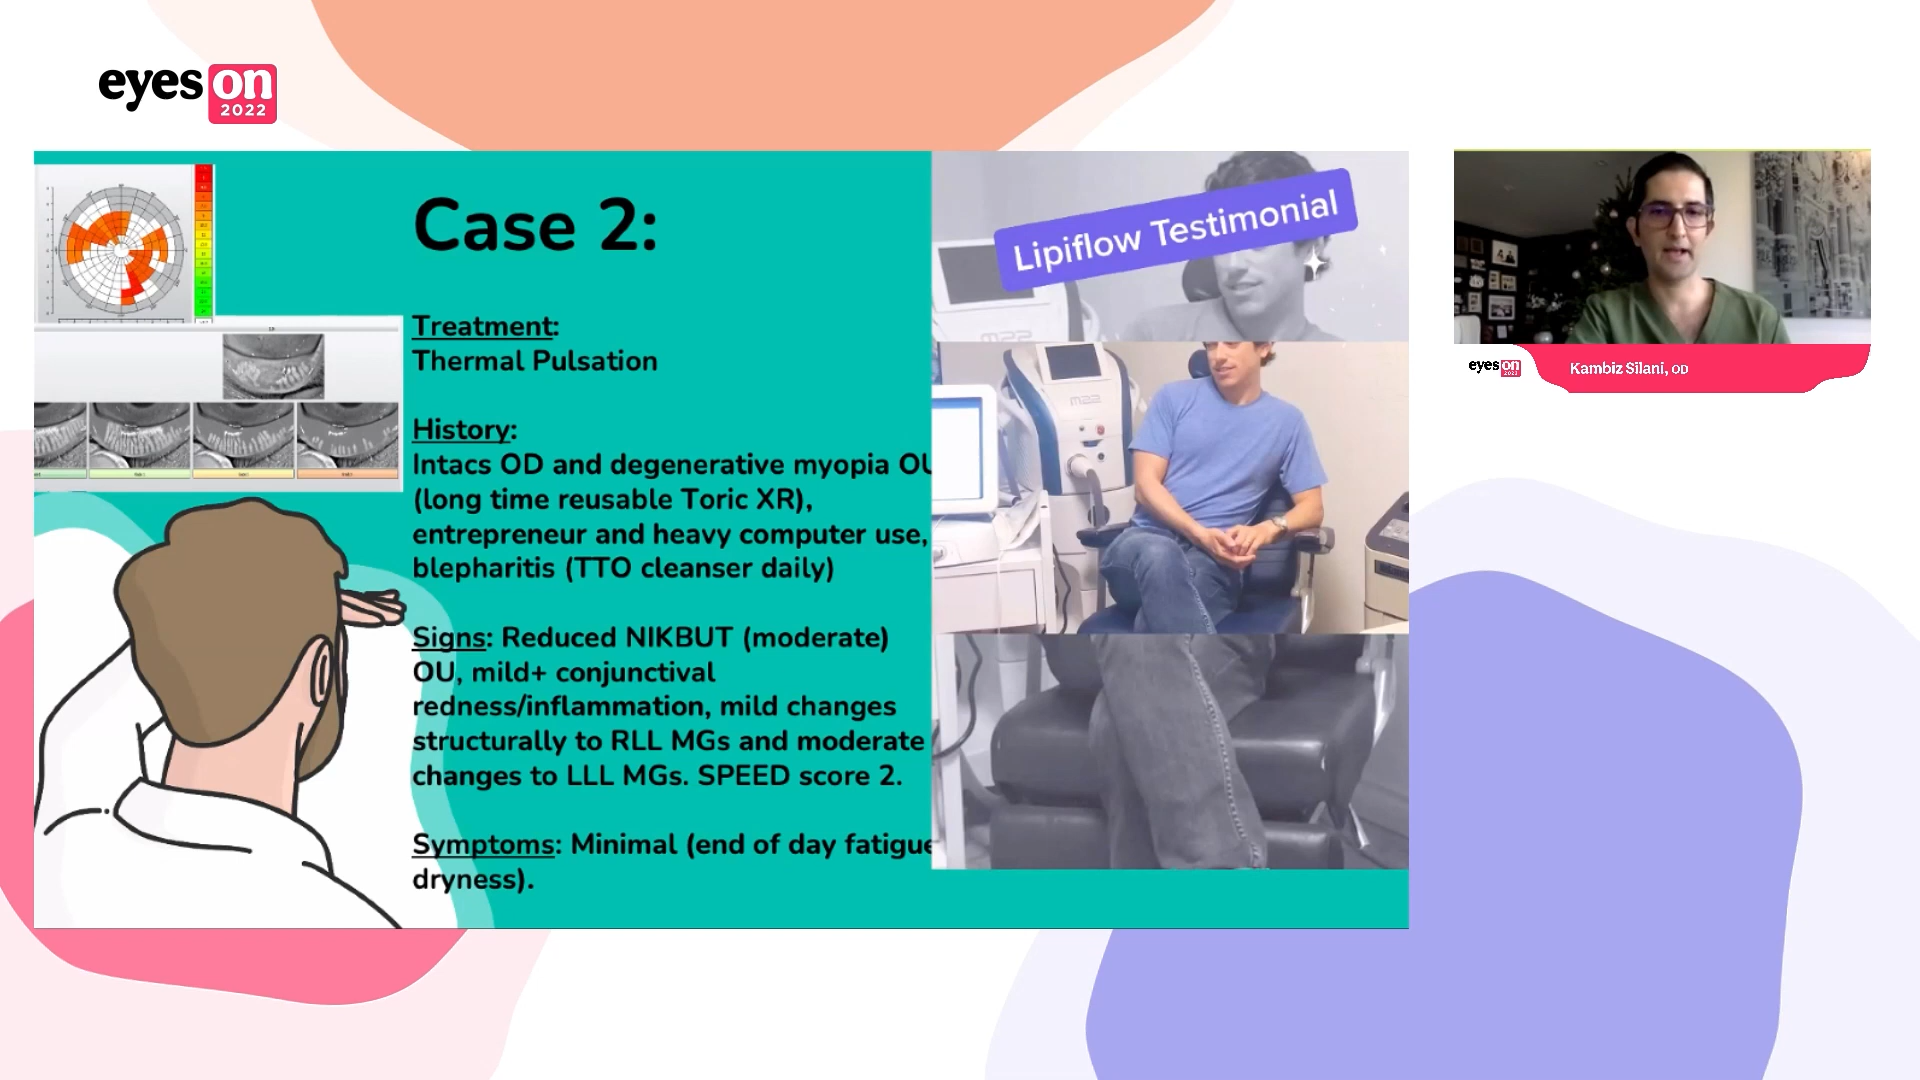 eyes on
2022
Case 2:
Treatment:
Thermal Pulsation
History:
Intacs OD and degenerative myopia OU
(long time reusable Toric XR),
entrepreneur and heavy computer use,
blepharitis (TTO cleanser daily)
Signs: Reduced NIKBUT (moderate)
OU, mild+ conjunctival
redness/inflammation, mild changes
structurally to RLL MGs and moderate
changes to LLL MGs. SPEED score 2.
Symptoms: Minimal (end of day fatigue
dryness).
Lipiflow Testimonial
M22
eyes on
2022
Kambiz Silani, OD